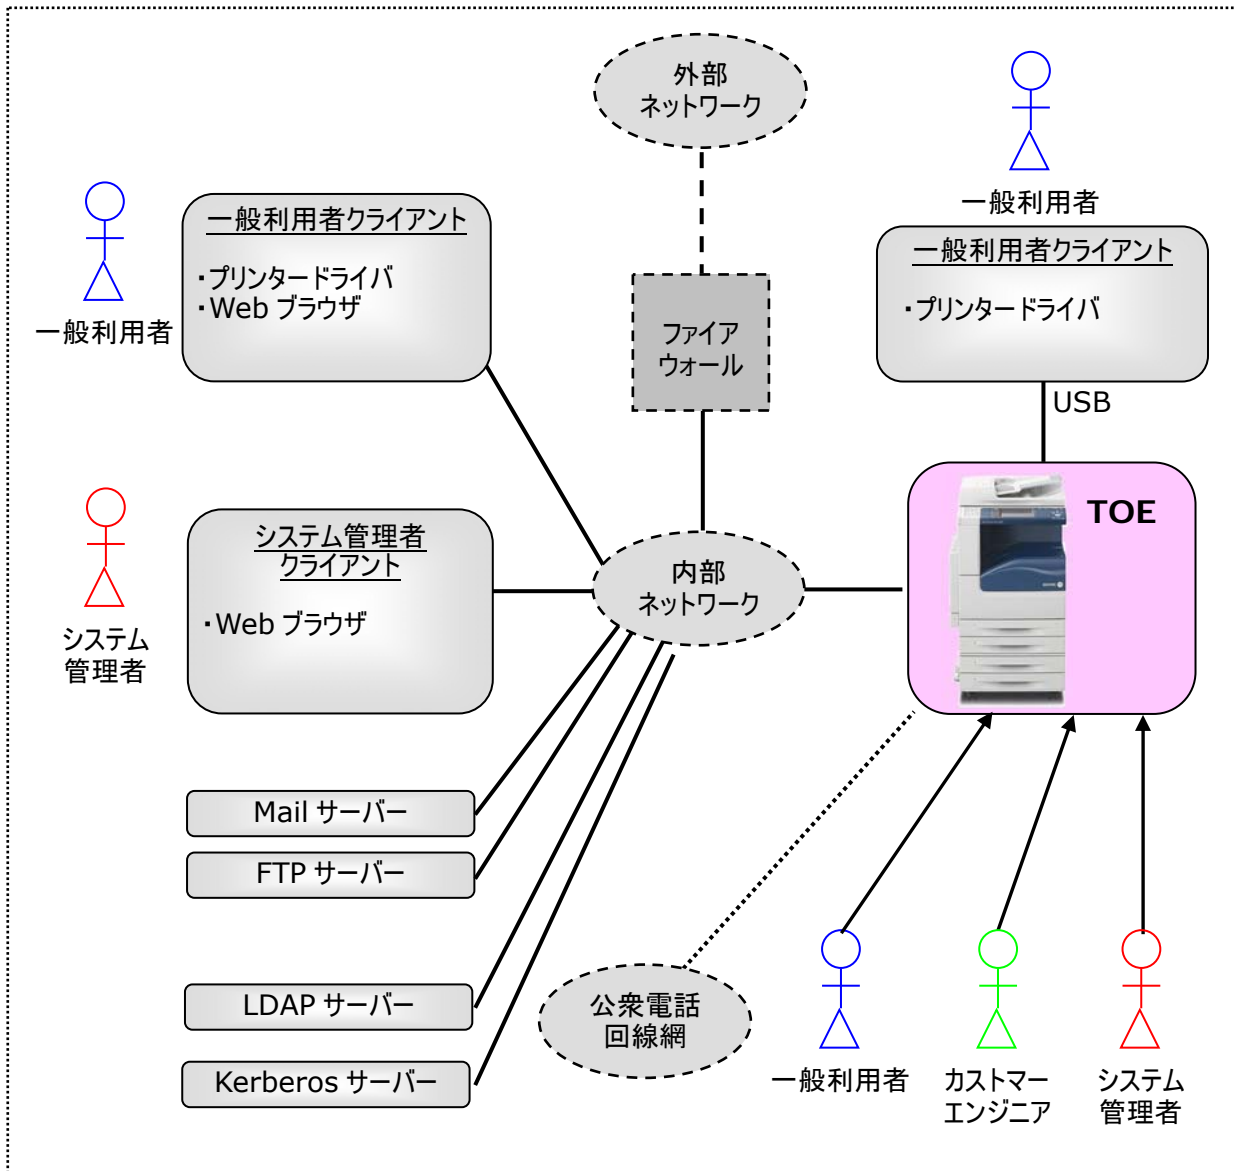 外部
ネットワーク
一般利用者
一般利用者クライアント
・プリンタードライバ
・Web ブラウザ
一般利用者
ファイア
ウォール
一般利用者クライアント
・プリンタードライバ
USB
TOE
システム管理者
クライアント
・Web ブラウザ
システム
管理者
内部
ネットワーク
Mail サーバー
FTP サーバー
LDAP サーバー
Kerberos サーバー
公衆電話
回線網
一般利用者
カストマー
エンジニア
システム
管理者